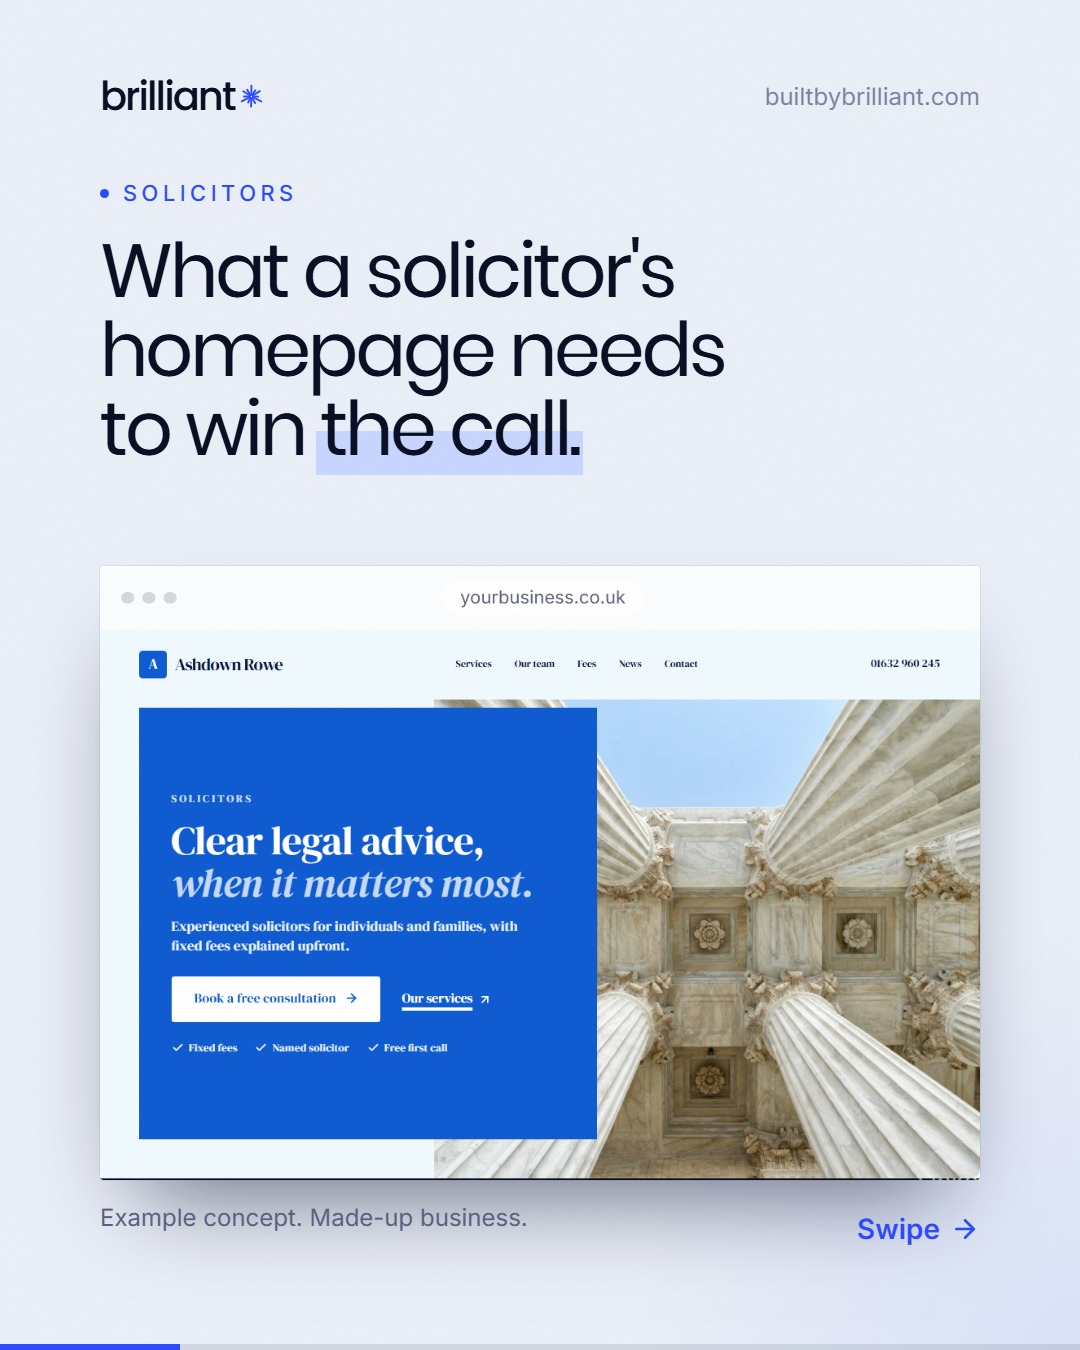 brilliant
builtbybrilliant.com
SOLICITORS
What a solicitor's
homepage needs
to win the call.
yourbusiness.co.uk
A Ashdown Rowe
Services Our team Fees News Contact
01632 960 245
SOLICITORS
Clear legal advice,
when it matters most.
Experienced solicitors for individuals and families, with
fixed fees explained upfront.
Book a free consultation →
Our services ↗
✓ Fixed fees ✓ Named solicitor ✓ Free first call
Example concept. Made-up business.
Swipe →